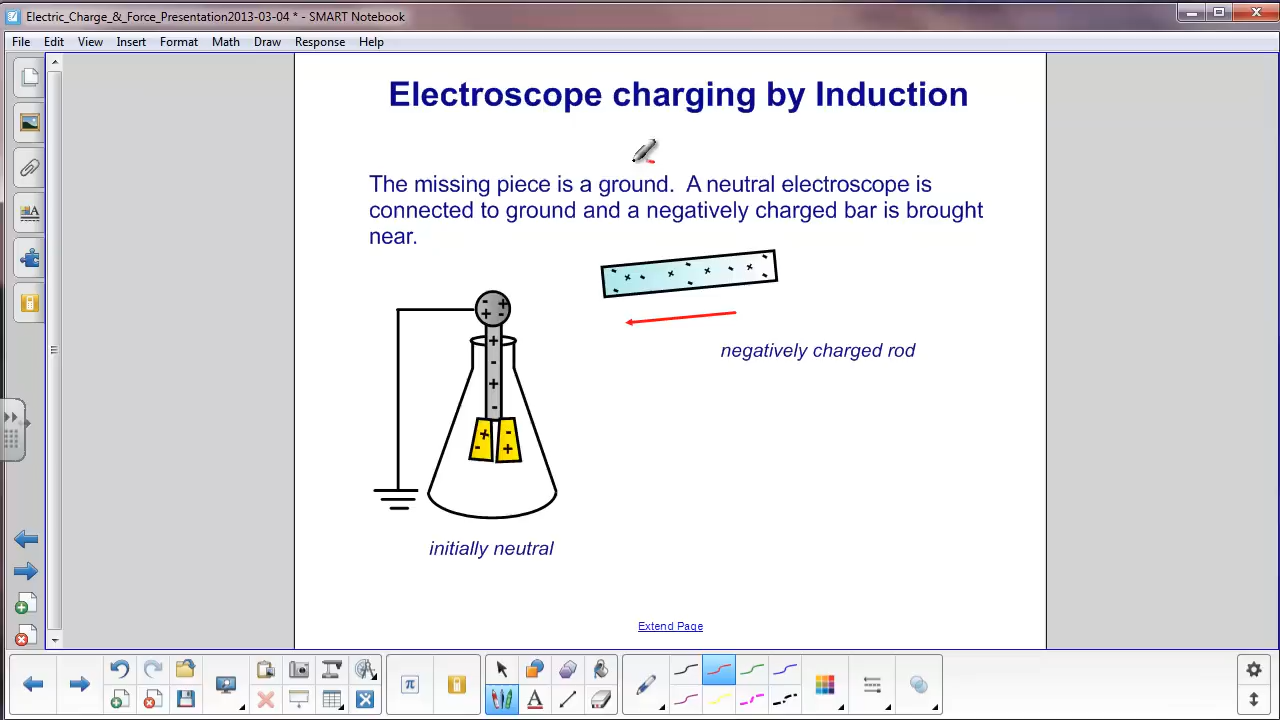 Electric_Charge_&_Force_Presentation2013-03-04 * - SMART Notebook
File Edit View Insert Format Math Draw Response Help
Electroscope charging by Induction
The missing piece is a ground. A neutral electroscope is
connected to ground and a negatively charged bar is brought
near.
negatively charged rod
initially neutral
Extend Page